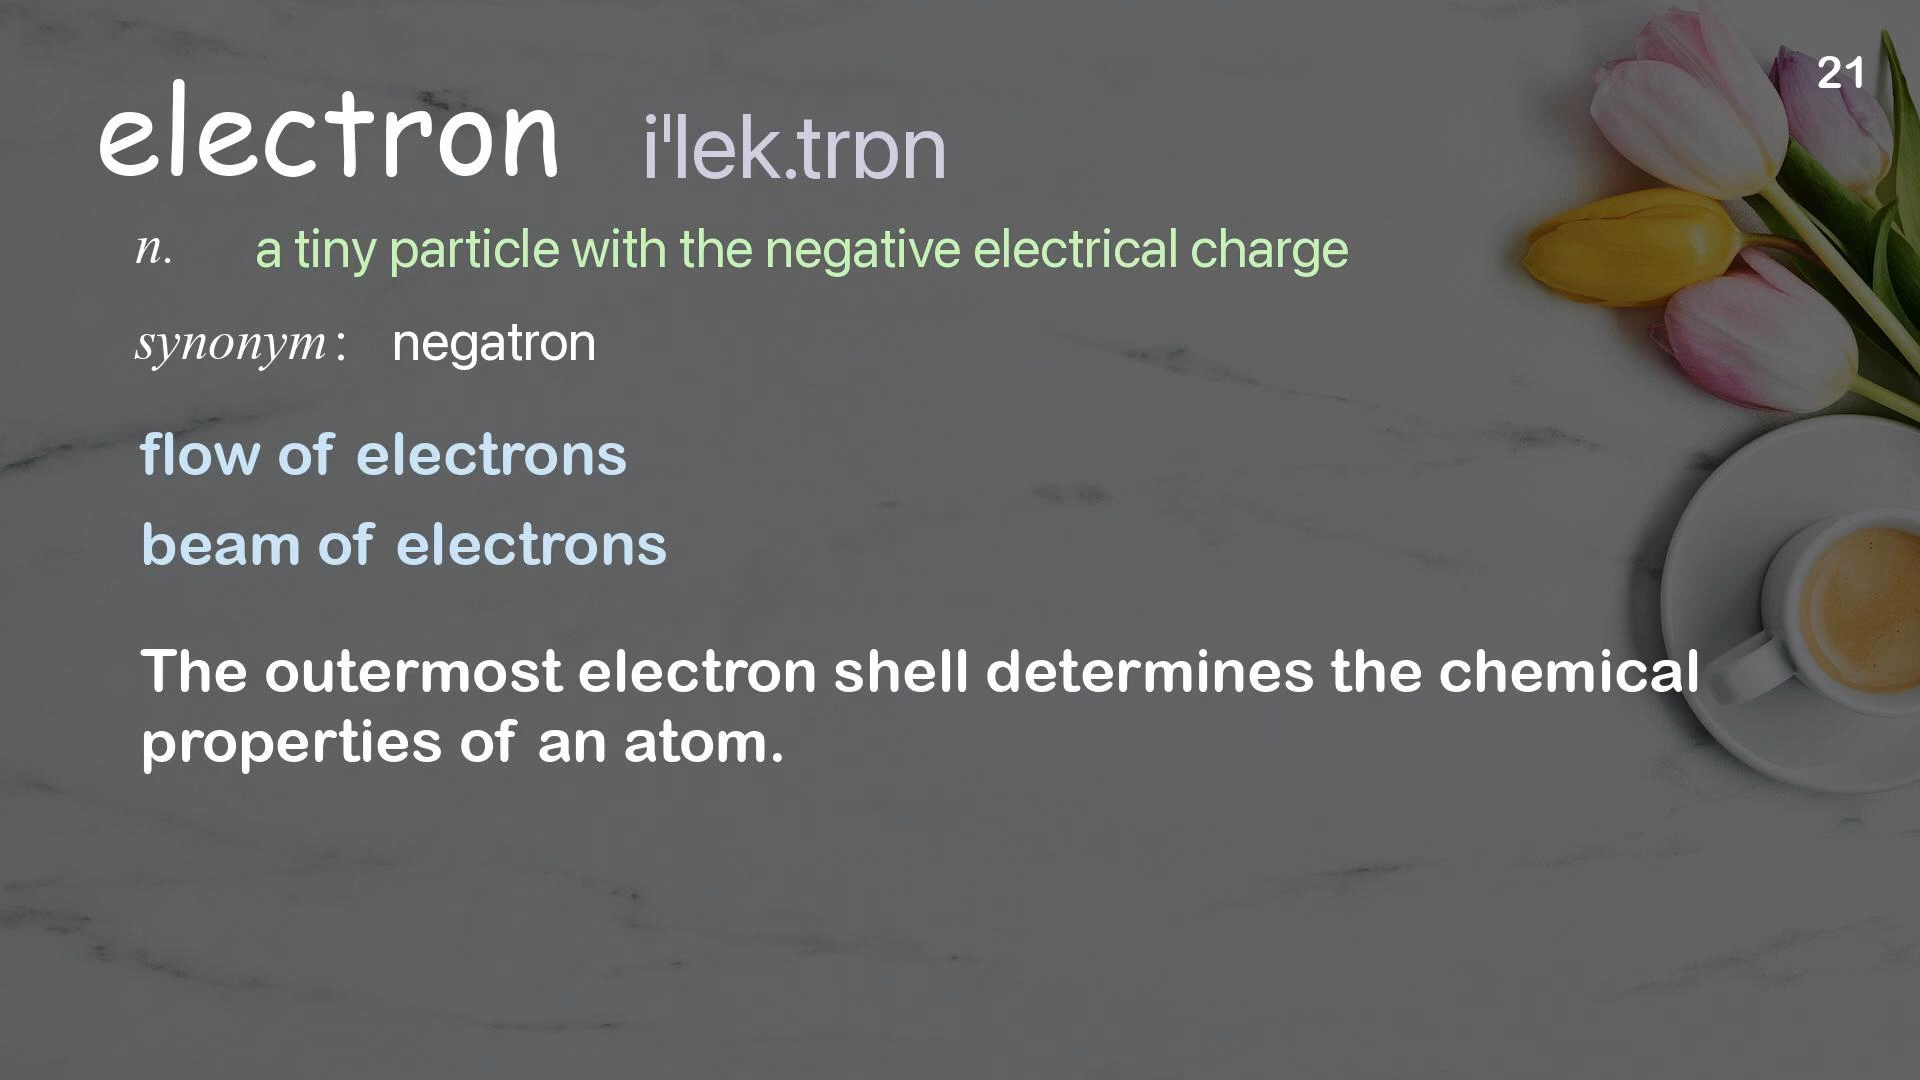 21
electron iˈlek.trɒn
n. a tiny particle with the negative electrical charge
synonym: negatron
flow of electrons
beam of electrons
The outermost electron shell determines the chemical
properties of an atom.